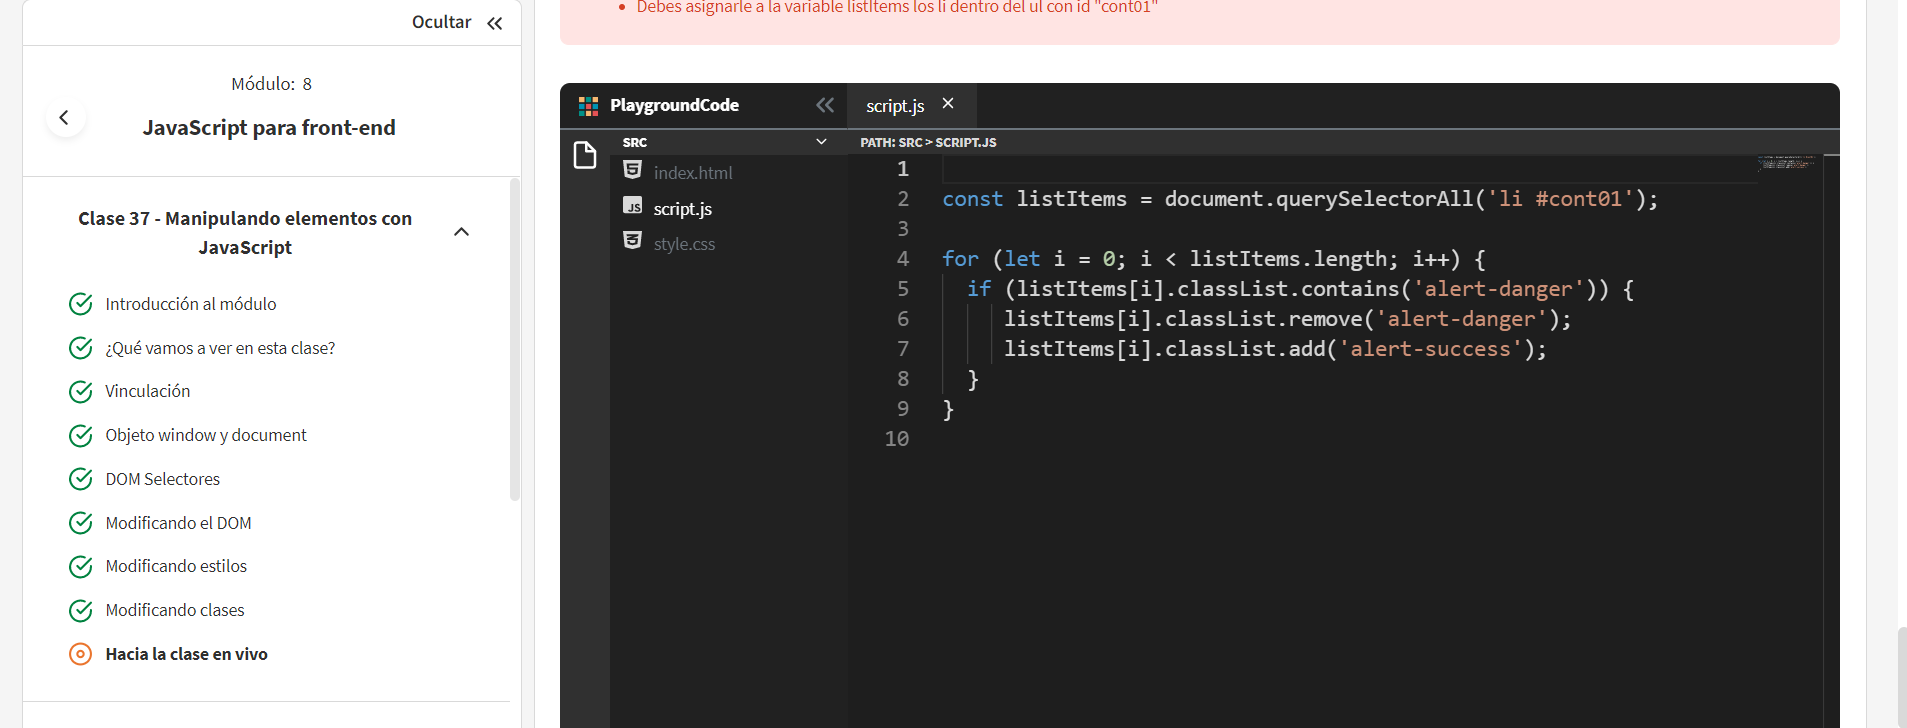 Ocultar
Módulo: 8
JavaScript para front-end
Clase 37 - Manipulando elementos con
JavaScript
Introducción al módulo
¿Qué vamos a ver en esta clase?
Vinculación
Objeto window y document
DOM Selectores
Modificando el DOM
Modificando estilos
Modificando clases
Hacia la clase en vivo
Debes asignarle a la variable listItems los li dentro del ul con id "cont01"
PlaygroundCode
script.js
SRC
PATH: SRC > SCRIPT.JS
index.html
script.js
style.css
1
2 const listItems = document.querySelectorAll('li #cont01');
3
4 for (let i = 0; i < listItems.length; i++) {
5 if (listItems[i].classList.contains('alert-danger')) {
6 listItems[i].classList.remove('alert-danger');
7 listItems[i].classList.add('alert-success');
8 }
9 }
10